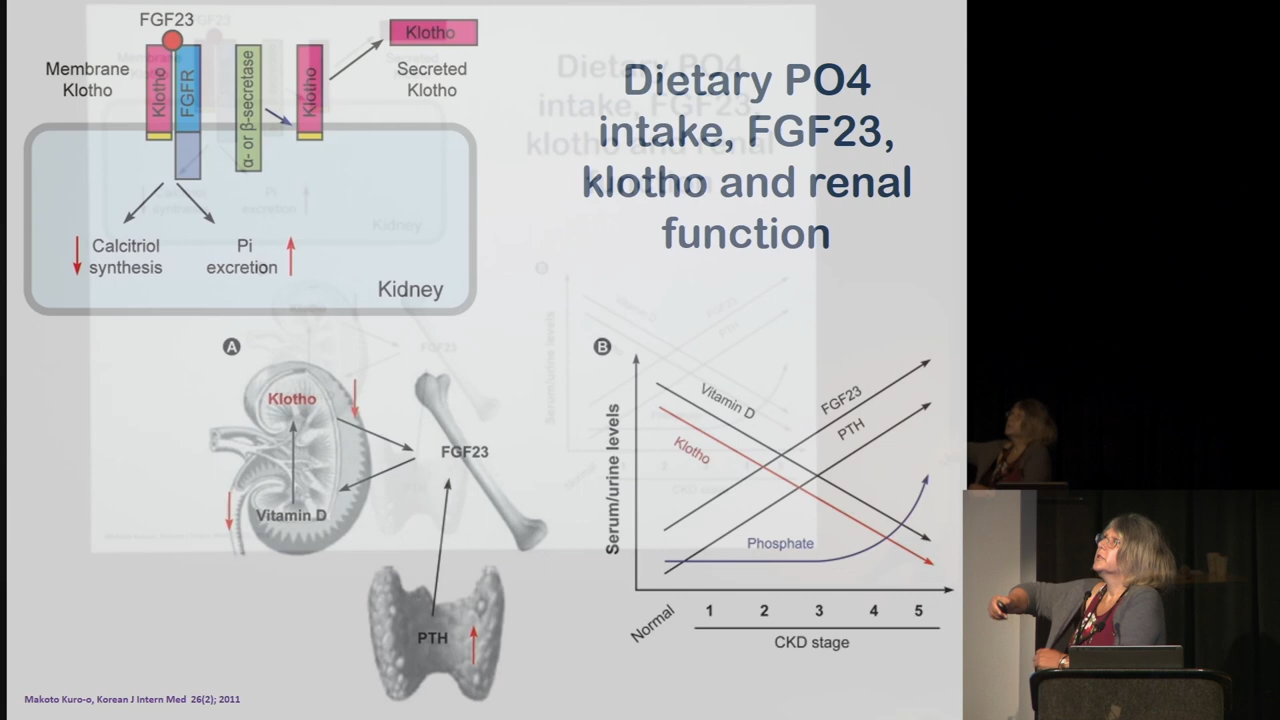 FGF23
Membrane
Klotho
Klotho
FGFR
α- or β-secretase
Klotho
Klotho
Secreted
Klotho
Calcitriol
synthesis
Pi
excretion
Kidney
Dietary PO4
intake, FGF23,
klotho and renal
function
A
Klotho
FGF23
Vitamin D
PTH
B
Serum/urine levels
Vitamin D
Klotho
FGF23
PTH
Phosphate
Normal
1 2 3 4 5
CKD stage
Makoto Kuro-o, Korean J Intern Med 26(2); 2011